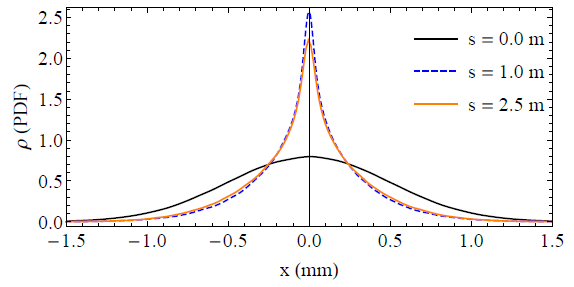 2.5
2.0
1.5
1.0
0.5
0.0
ρ (PDF)
s = 0.0 m
s = 1.0 m
s = 2.5 m
−1.5 −1.0 −0.5 0.0 0.5 1.0 1.5
x (mm)